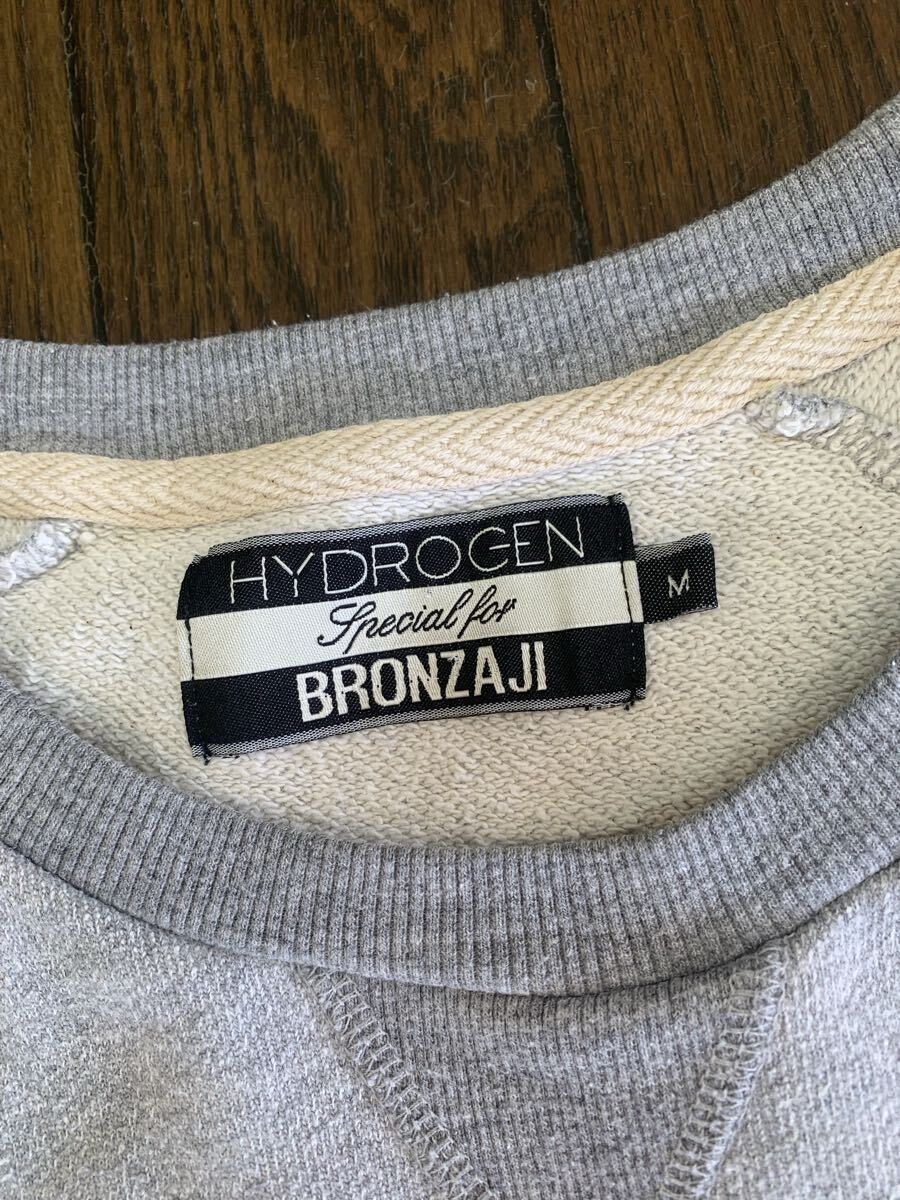 HYDROGEN
Special for
BRONZAJI
M